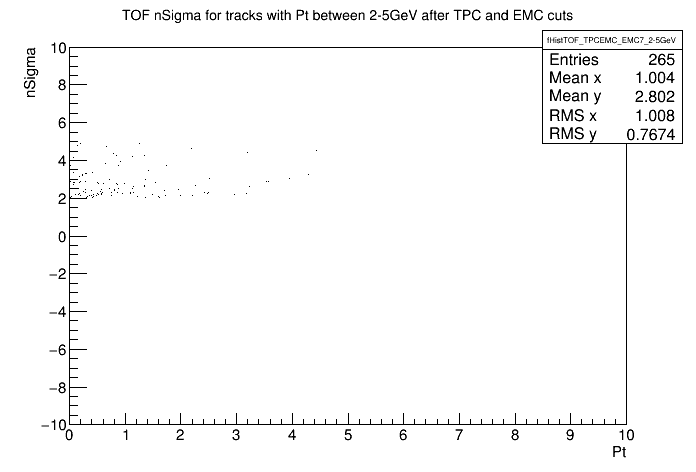 TOF nSigma for tracks with Pt between 2-5GeV after TPC and EMC cuts
fHistTOF_TPCEMC_EMC7_2-5GeV
Entries 265
Mean x 1.004
Mean y 2.802
RMS x 1.008
RMS y 0.7674
nSigma
10
8
6
4
2
0
−2
−4
−6
−8
−10
0 1 2 3 4 5 6 7 8 9 10
Pt